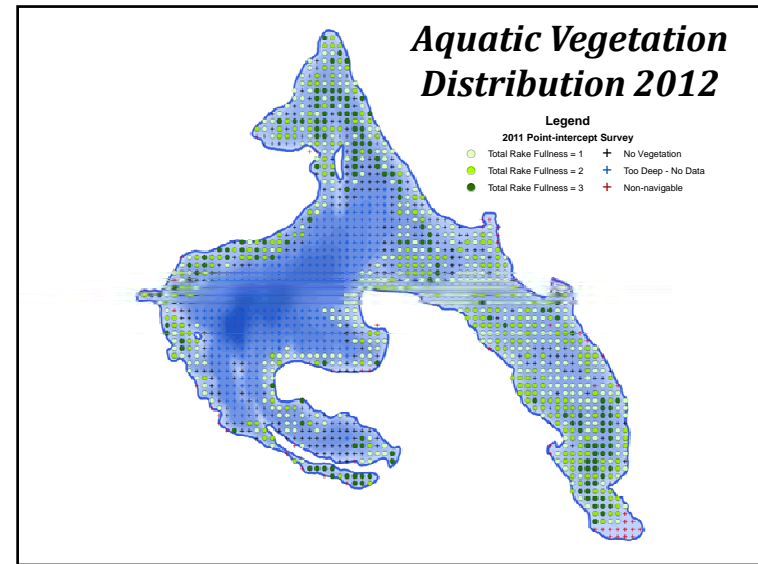 Aquatic Vegetation
Distribution 2012
Legend
2011 Point-intercept Survey
Total Rake Fullness = 1
No Vegetation
Total Rake Fullness = 2
Too Deep - No Data
Total Rake Fullness = 3
Non-navigable